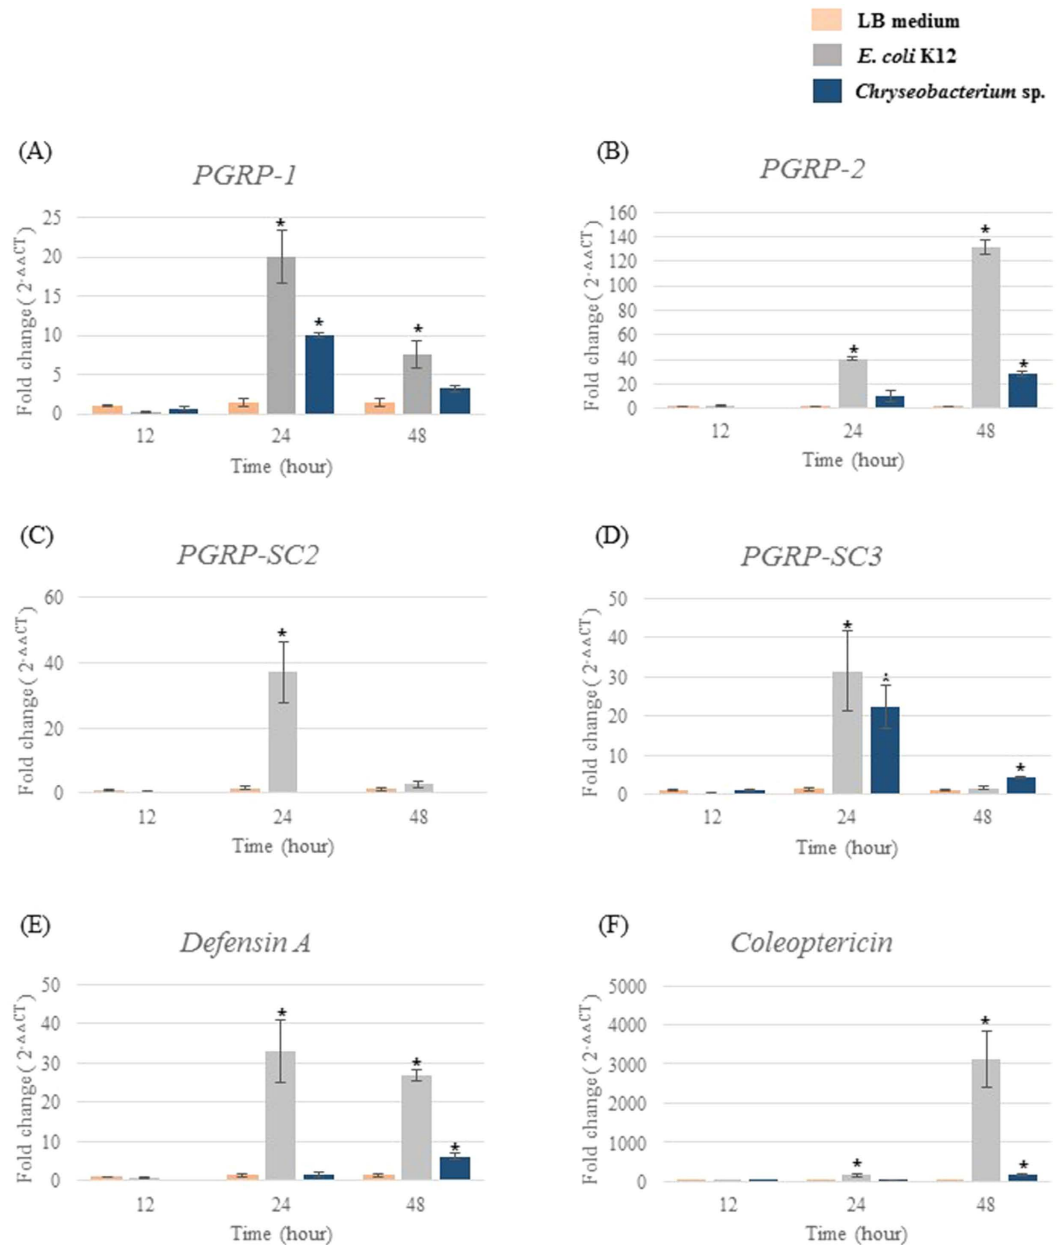 LB medium
E. coli K12
Chryseobacterium sp.
(A)
PGRP-1
Fold change( 2-ΔΔCT)
25
20
15
10
5
0
*
*
*
12 24 48
Time (hour)
(B)
PGRP-2
Fold change( 2-ΔΔCT)
160
140
120
100
80
60
40
20
0
*
*
*
12 24 48
Time (hour)
(C)
PGRP-SC2
Fold change( 2-ΔΔCT)
60
40
20
0
*
12 24 48
Time (hour)
(D)
PGRP-SC3
Fold change( 2-ΔΔCT)
50
40
30
20
10
0
*
*
*
12 24 48
Time (hour)
(E)
Defensin A
Fold change( 2-ΔΔCT)
50
40
30
20
10
0
*
*
*
12 24 48
Time (hour)
(F)
Coleoptericin
Fold change( 2-ΔΔCT)
5000
4000
3000
2000
1000
0
*
*
*
12 24 48
Time (hour)